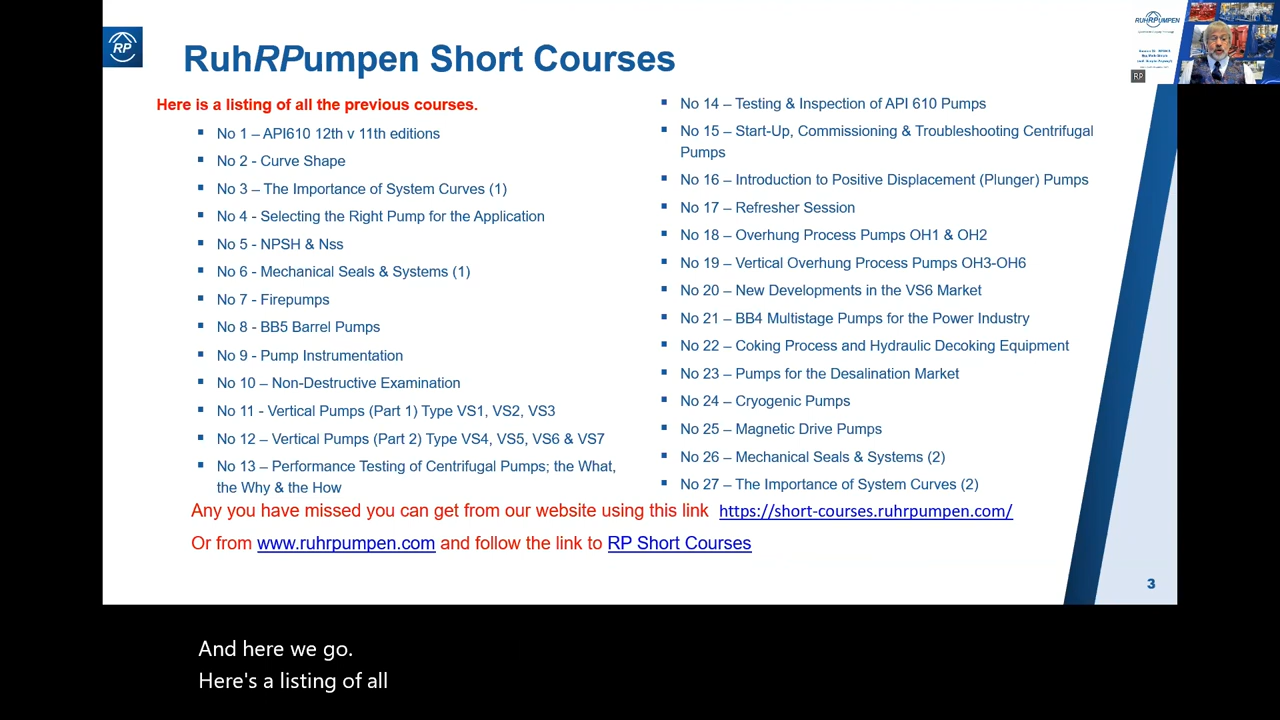 RP
RuhRPumpen Short Courses
Here is a listing of all the previous courses.
No 1 – API610 12th v 11th editions
No 2 - Curve Shape
No 3 – The Importance of System Curves (1)
No 4 - Selecting the Right Pump for the Application
No 5 - NPSH & Nss
No 6 - Mechanical Seals & Systems (1)
No 7 - Firepumps
No 8 - BB5 Barrel Pumps
No 9 - Pump Instrumentation
No 10 – Non-Destructive Examination
No 11 - Vertical Pumps (Part 1) Type VS1, VS2, VS3
No 12 – Vertical Pumps (Part 2) Type VS4, VS5, VS6 & VS7
No 13 – Performance Testing of Centrifugal Pumps; the What,
the Why & the How
No 14 – Testing & Inspection of API 610 Pumps
No 15 – Start-Up, Commissioning & Troubleshooting Centrifugal
Pumps
No 16 – Introduction to Positive Displacement (Plunger) Pumps
No 17 – Refresher Session
No 18 – Overhung Process Pumps OH1 & OH2
No 19 – Vertical Overhung Process Pumps OH3-OH6
No 20 – New Developments in the VS6 Market
No 21 – BB4 Multistage Pumps for the Power Industry
No 22 – Coking Process and Hydraulic Decoking Equipment
No 23 – Pumps for the Desalination Market
No 24 – Cryogenic Pumps
No 25 – Magnetic Drive Pumps
No 26 – Mechanical Seals & Systems (2)
No 27 – The Importance of System Curves (2)
Any you have missed you can get from our website using this link https://short-courses.ruhrpumpen.com/
Or from www.ruhrpumpen.com and follow the link to RP Short Courses
3
RUHRPUMPEN
RP
And here we go.
Here's a listing of all